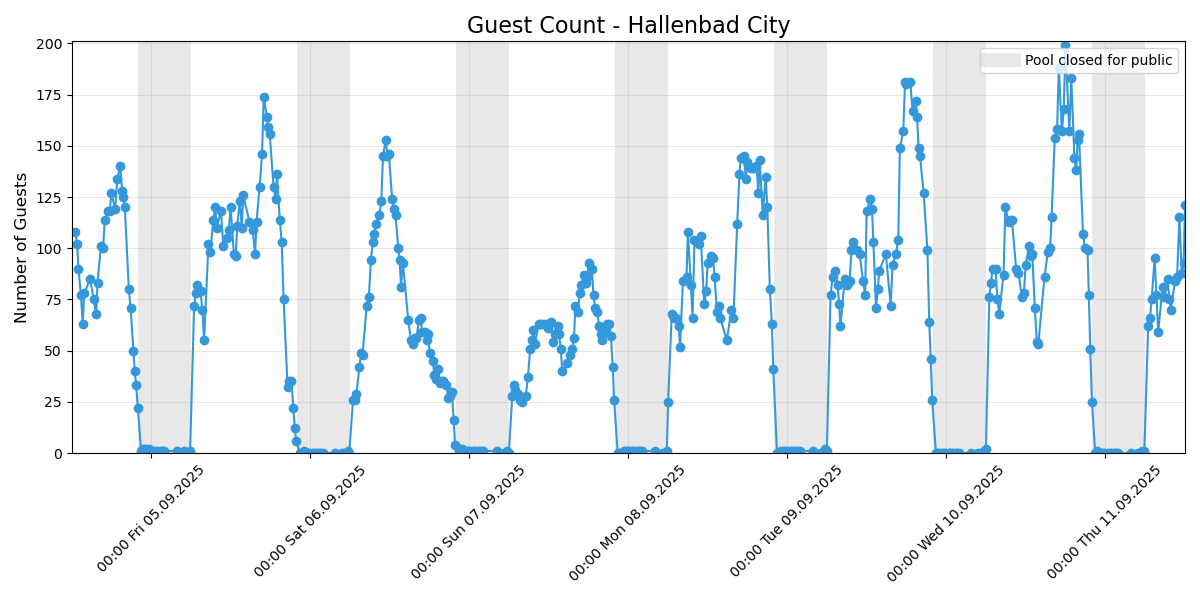 Guest Count - Hallenbad City
Pool closed for public
Number of Guests
200
175
150
125
100
75
50
25
0
00:00 Fri 05.09.2025
00:00 Sat 06.09.2025
00:00 Sun 07.09.2025
00:00 Mon 08.09.2025
00:00 Tue 09.09.2025
00:00 Wed 10.09.2025
00:00 Thu 11.09.2025